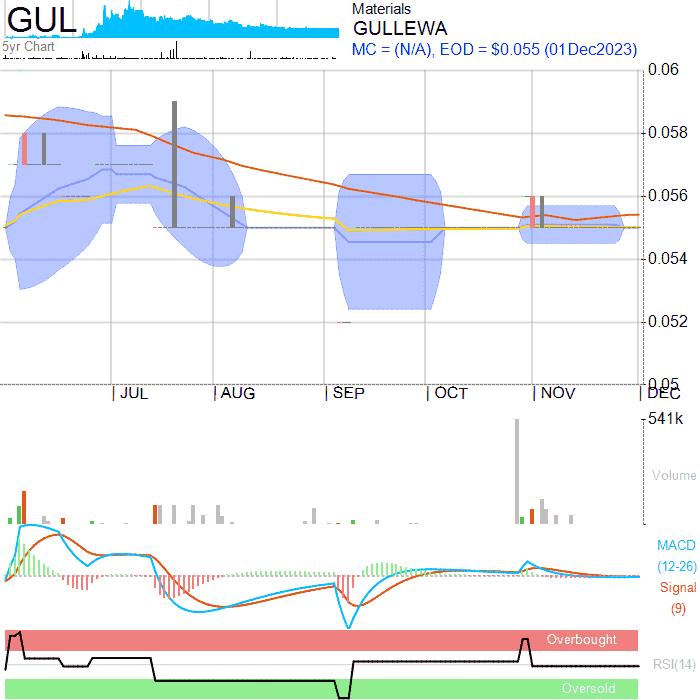 GUL
5yr Chart
Materials
GULLEWA
MC = (N/A), EOD = $0.055 (01Dec2023)
0.06
0.058
0.056
0.054
0.052
0.05
JUL AUG SEP OCT NOV DEC
541k
Volume
MACD
(12-26)
Signal
(9)
Overbought
RSI(14)
Oversold